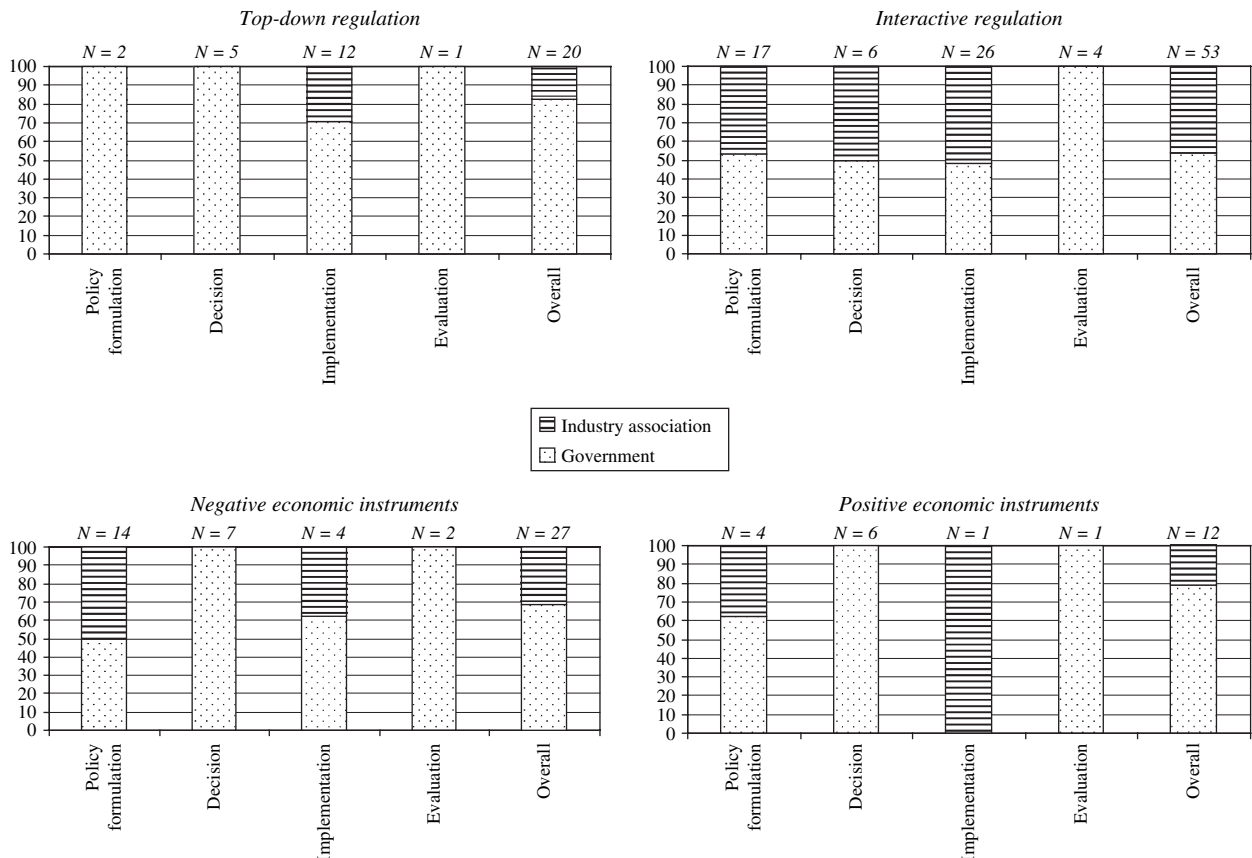 Top-down regulation
N = 2
N = 5
N = 12
N = 1
N = 20
100
90
80
70
60
50
40
30
20
10
0
Policy
formulation
Decision
Implementation
Evaluation
Overall
Interactive regulation
N = 17
N = 6
N = 26
N = 4
N = 53
100
90
80
70
60
50
40
30
20
10
0
Policy
formulation
Decision
Implementation
Evaluation
Overall
Industry association
Government
Negative economic instruments
N = 14
N = 7
N = 4
N = 2
N = 27
100
90
80
70
60
50
40
30
20
10
0
Policy
formulation
Decision
Implementation
Evaluation
Overall
Positive economic instruments
N = 4
N = 6
N = 1
N = 1
N = 12
100
90
80
70
60
50
40
30
20
10
0
Policy
formulation
Decision
Implementation
Evaluation
Overall